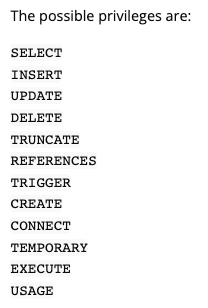 The possible privileges are:
SELECT
INSERT
UPDATE
DELETE
TRUNCATE
REFERENCES
TRIGGER
CREATE
CONNECT
TEMPORARY
EXECUTE
USAGE